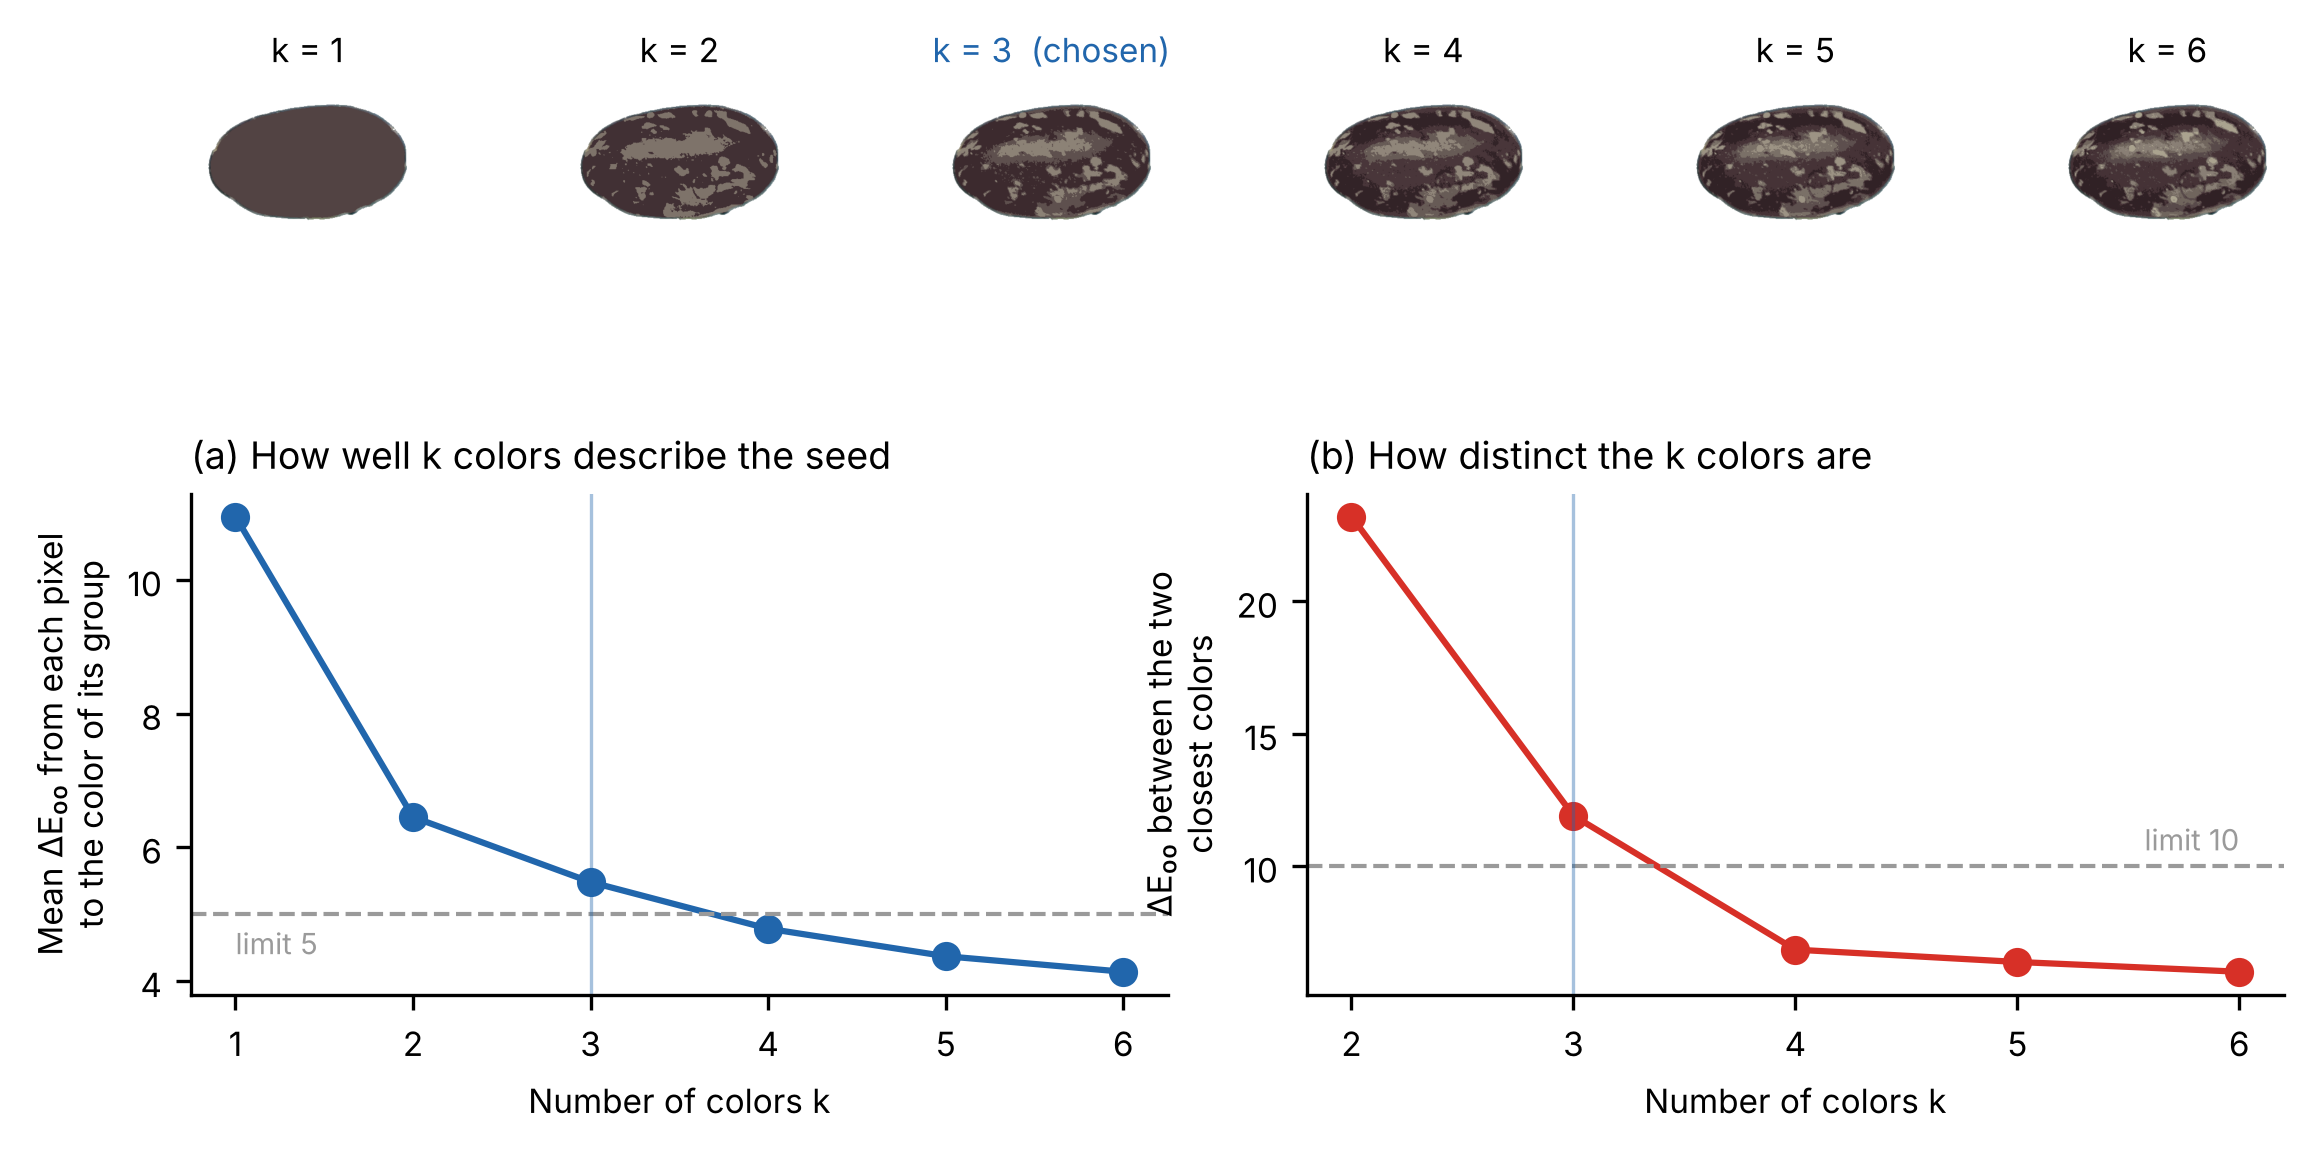 k = 1
k = 2
k = 3 (chosen)
k = 4
k = 5
k = 6
(a) How well k colors describe the seed
Mean ΔE₀₀ from each pixel
to the color of its group
10
8
6
4
limit 5
1
2
3
4
5
6
Number of colors k
(b) How distinct the k colors are
ΔE₀₀ between the two
closest colors
20
15
10
limit 10
2
3
4
5
6
Number of colors k